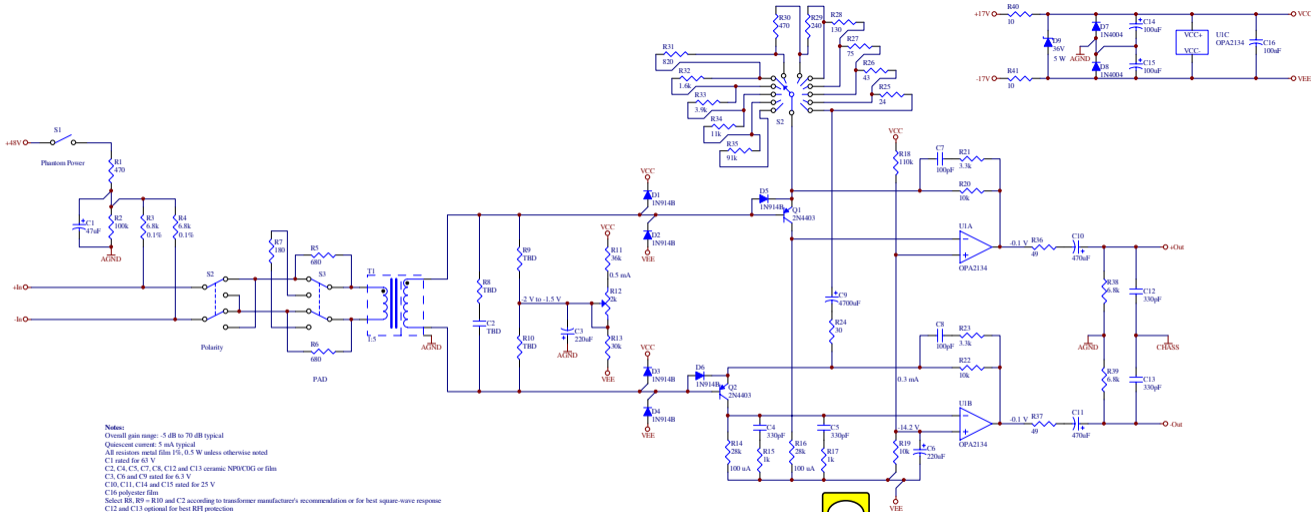 R30
470
R29
240
R28
130
R27
75
R26
43
R25
24
R31
820
R32
1.6k
R33
3.9k
R34
11k
R35
91k
S2
+17V
R40
10
-17V
R41
10
D9
36V
5 W
D7
1N4004
AGND
D8
1N4004
C14
100uF
C15
100uF
VCC+
VCC-
U1C
OPA2134
C16
100uF
VCC
VEE
+48V
S1
Phantom Power
R1
470
C1
47uF
R2
100k
R3
6.8k
0.1%
R4
6.8k
0.1%
AGND
+In
-In
S2
Polarity
R7
180
R5
680
S3
R6
680
PAD
T1
1:5
AGND
R8
TBD
C2
TBD
R9
TBD
R10
TBD
-2 V to -1.5 V
C3
220uF
AGND
VCC
R11
36k
0.5 mA
R12
2k
R13
30k
VEE
VCC
D1
1N914B
D2
1N914B
VEE
VCC
D3
1N914B
D4
1N914B
VEE
D5
1N914B
Q1
2N4403
D6
1N914B
Q2
2N4403
C9
4700uF
R24
30
VCC
R18
110k
C7
100pF
R21
3.3k
R20
10k
U1A
OPA2134
-0.1 V
R36
49
C10
470uF
+Out
C8
100pF
R23
3.3k
R22
10k
0.3 mA
U1B
OPA2134
-0.1 V
R37
49
C11
470uF
-Out
R38
6.8k
R39
6.8k
AGND
C12
330pF
C13
330pF
CHASS
R14
28k
100 uA
C4
330pF
R15
1k
R16
28k
100 uA
C5
330pF
R17
1k
-14.2 V
R19
10k
C6
220uF
VEE
Notes:
Overall gain range: -5 dB to 70 dB typical
Quiescent current: 5 mA typical
All resistors metal film 1%, 0.5 W unless otherwise noted
C1 rated for 63 V
C2, C4, C5, C7, C8, C12 and C13 ceramic NP0/C0G or film
C3, C6 and C9 rated for 6.3 V
C10, C11, C14 and C15 rated for 25 V
C16 polyester film
Select R8, R9 = R10 and C2 according to transformer manufacturer's recommendation or for best square-wave response
C12 and C13 optional for best RFI protection